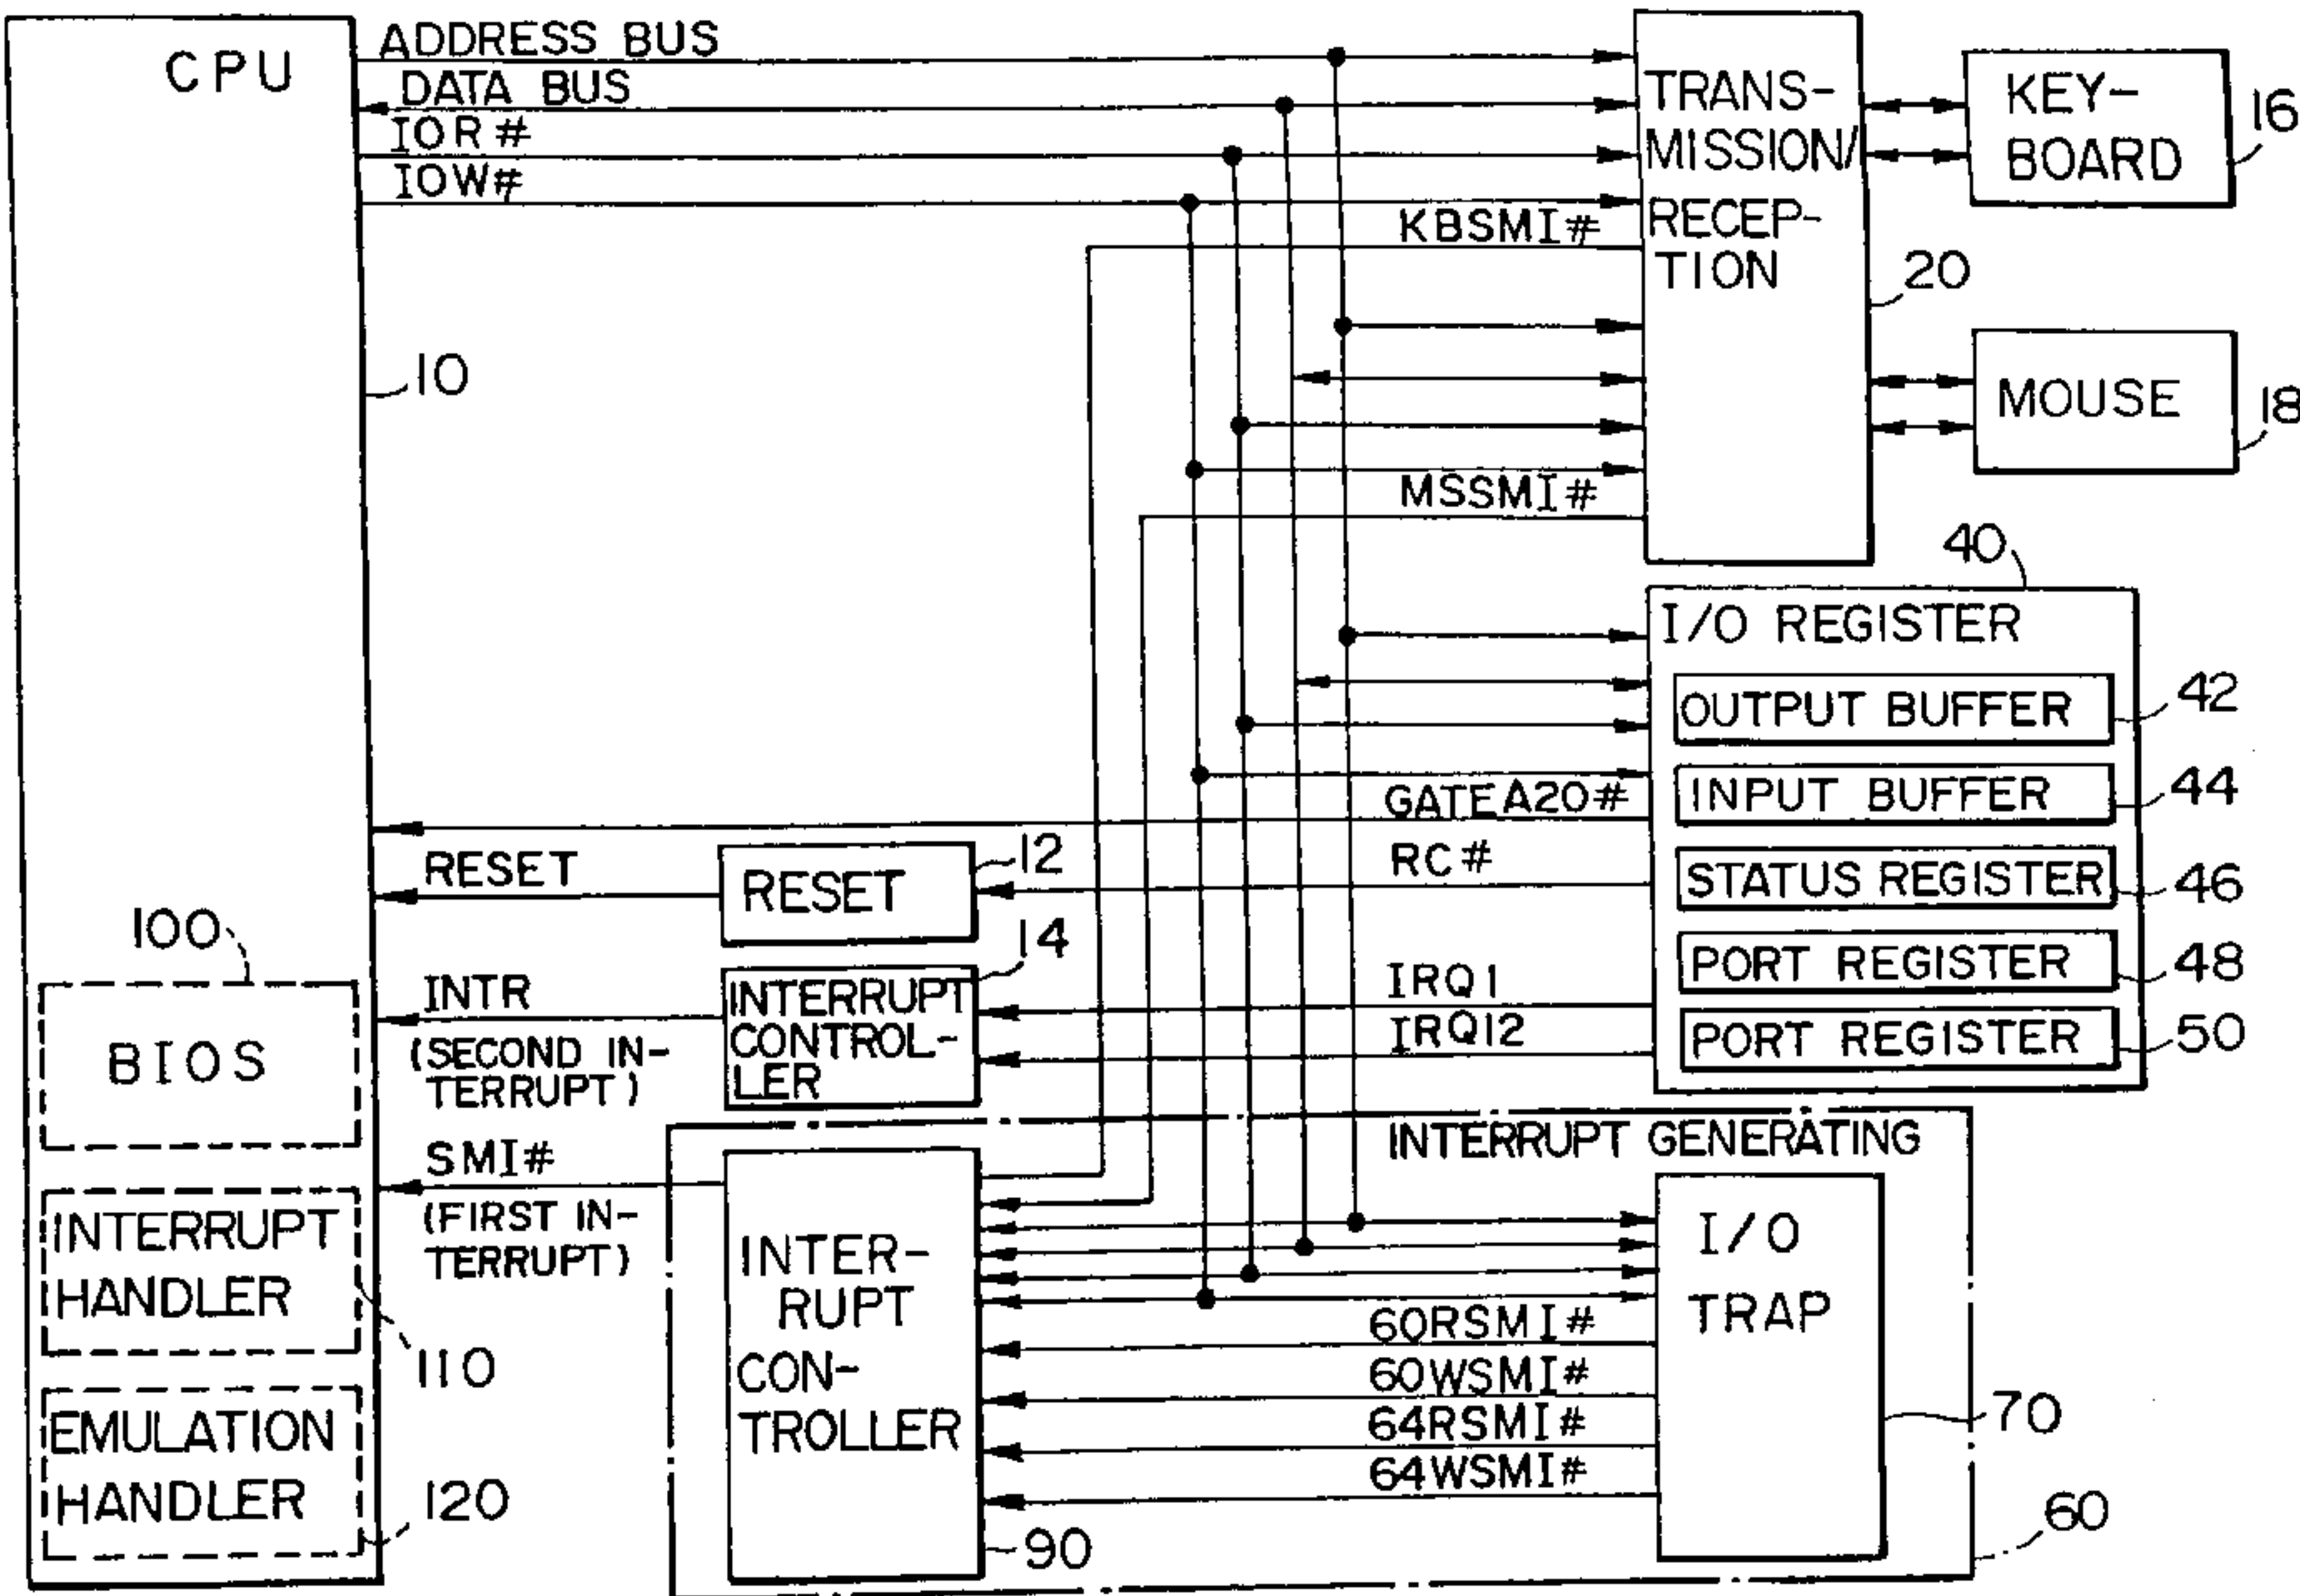 CPU
ADDRESS BUS
DATA BUS
IOR#
IOW#
10
TRANS-
MISSION/
RECEP-
TION
20
KEY-
BOARD
16
MOUSE
18
KBSMI#
MSSMI#
40
I/O REGISTER
OUTPUT BUFFER
42
INPUT BUFFER
44
STATUS REGISTER
46
PORT REGISTER
48
PORT REGISTER
50
GATE A20#
RC#
RESET
RESET
12
14
INTR
(SECOND IN-
TERRUPT)
INTERRUPT
CONTROL-
LER
IRQ1
IRQ12
100
BIOS
SMI#
(FIRST IN-
TERRUPT)
INTERRUPT
HANDLER
110
EMULATION
HANDLER
120
INTERRUPT GENERATING
INTER-
RUPT
CON-
TROLLER
90
60RSMI#
60WSMI#
64RSMI#
64WSMI#
I/O
TRAP
70
60